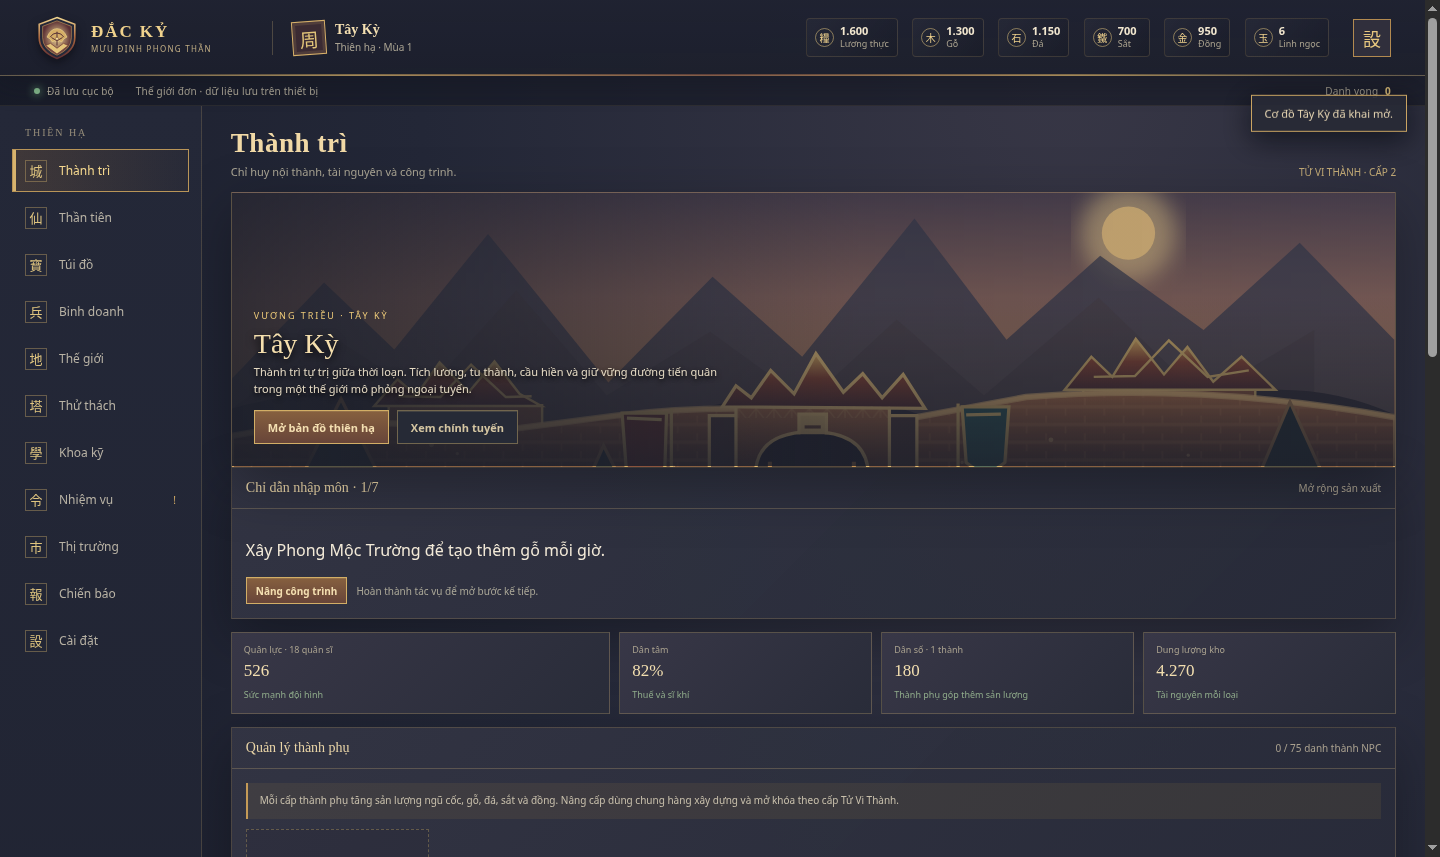 ĐẮC KỶ
MƯU ĐỊNH PHONG THẦN
周
Tây Kỳ
Thiên hạ · Mùa 1
糧
1.600
Lương thực
木
1.300
Gỗ
石
1.150
Đá
鐵
700
Sắt
金
950
Đồng
玉
6
Linh ngọc
設
Đã lưu cục bộ
Thế giới đơn · dữ liệu lưu trên thiết bị
Danh vọng 0
Cơ đồ Tây Kỳ đã khai mở.
THIÊN HẠ
城 Thành trì
仙 Thần tiên
寶 Túi đồ
兵 Binh doanh
地 Thế giới
塔 Thử thách
學 Khoa kỹ
令 Nhiệm vụ !
市 Thị trường
報 Chiến báo
設 Cài đặt
Thành trì
Chỉ huy nội thành, tài nguyên và công trình.
TỬ VI THÀNH · CẤP 2
VƯƠNG TRIỀU · TÂY KỲ
Tây Kỳ
Thành trì tự trị giữa thời loạn. Tích lương, tu thành, cầu hiền và giữ vững đường tiến quân
trong một thế giới mô phỏng ngoại tuyến.
Mở bản đồ thiên hạ
Xem chính tuyến
Chỉ dẫn nhập môn · 1/7
Mở rộng sản xuất
Xây Phong Mộc Trường để tạo thêm gỗ mỗi giờ.
Nâng công trình
Hoàn thành tác vụ để mở bước kế tiếp.
Quân lực · 18 quân sĩ
526
Sức mạnh đội hình
Dân tâm
82%
Thuế và sĩ khí
Dân số · 1 thành
180
Thành phụ góp thêm sản lượng
Dung lượng kho
4.270
Tài nguyên mỗi loại
Quản lý thành phụ
0 / 75 danh thành NPC
Mỗi cấp thành phụ tăng sản lượng ngũ cốc, gỗ, đá, sắt và đồng. Nâng cấp dùng chung hàng xây dựng và mở khóa theo cấp Tử Vi Thành.